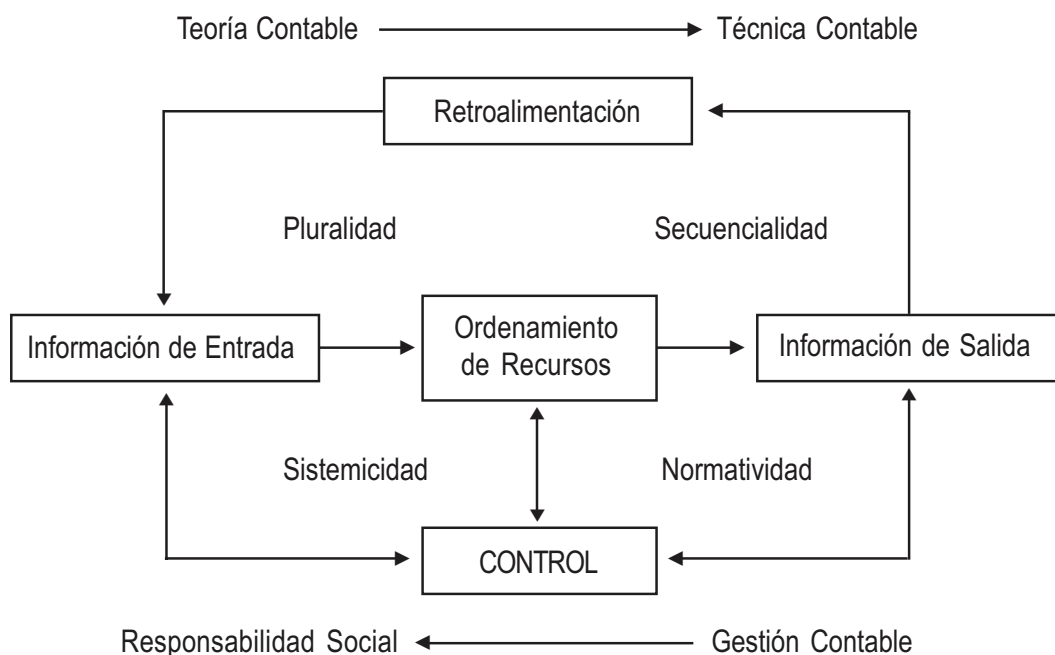 Teoría Contable
Técnica Contable
Retroalimentación
Pluralidad
Secuencialidad
Información de Entrada
Ordenamiento
de Recursos
Información de Salida
Sistemicidad
Normatividad
CONTROL
Responsabilidad Social
Gestión Contable